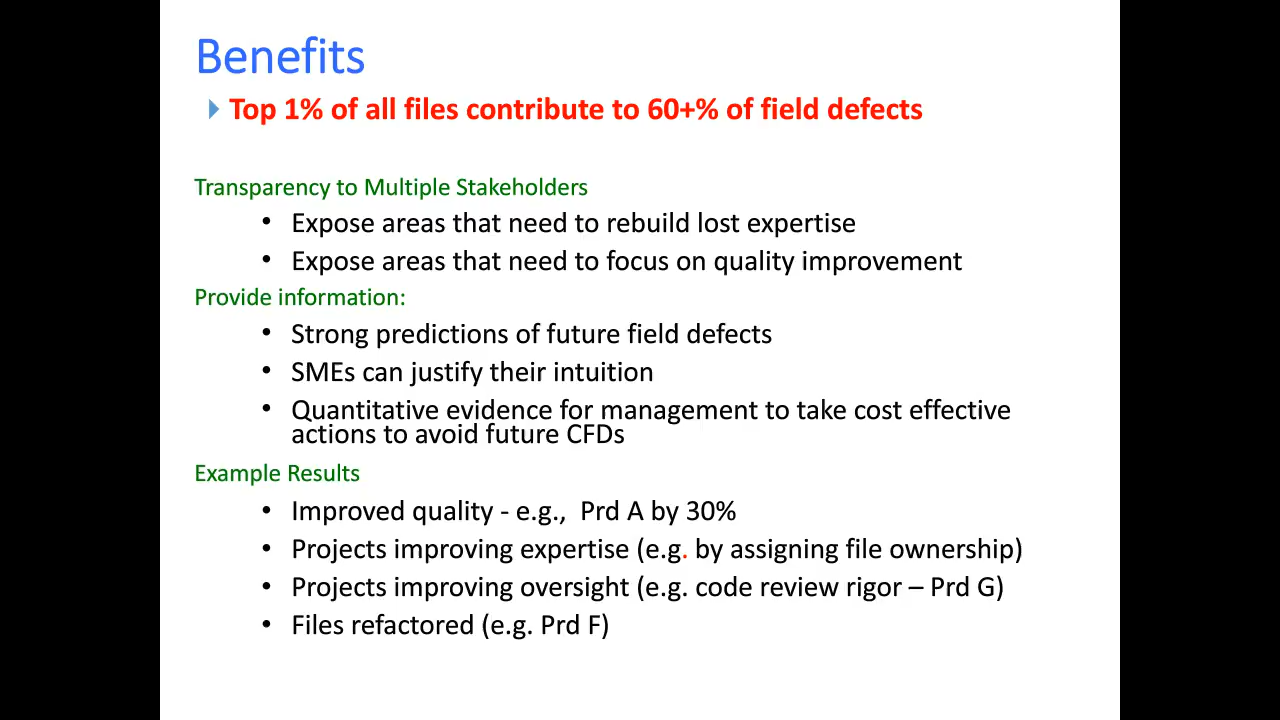 Benefits
Top 1% of all files contribute to 60+% of field defects
Transparency to Multiple Stakeholders
• Expose areas that need to rebuild lost expertise
• Expose areas that need to focus on quality improvement
Provide information:
• Strong predictions of future field defects
• SMEs can justify their intuition
• Quantitative evidence for management to take cost effective
actions to avoid future CFDs
Example Results
• Improved quality - e.g., Prd A by 30%
• Projects improving expertise (e.g. by assigning file ownership)
• Projects improving oversight (e.g. code review rigor – Prd G)
• Files refactored (e.g. Prd F)